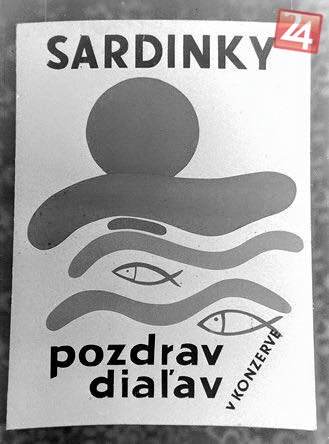 24
SARDINKY
pozdrav
diaľav
v KONZERVE